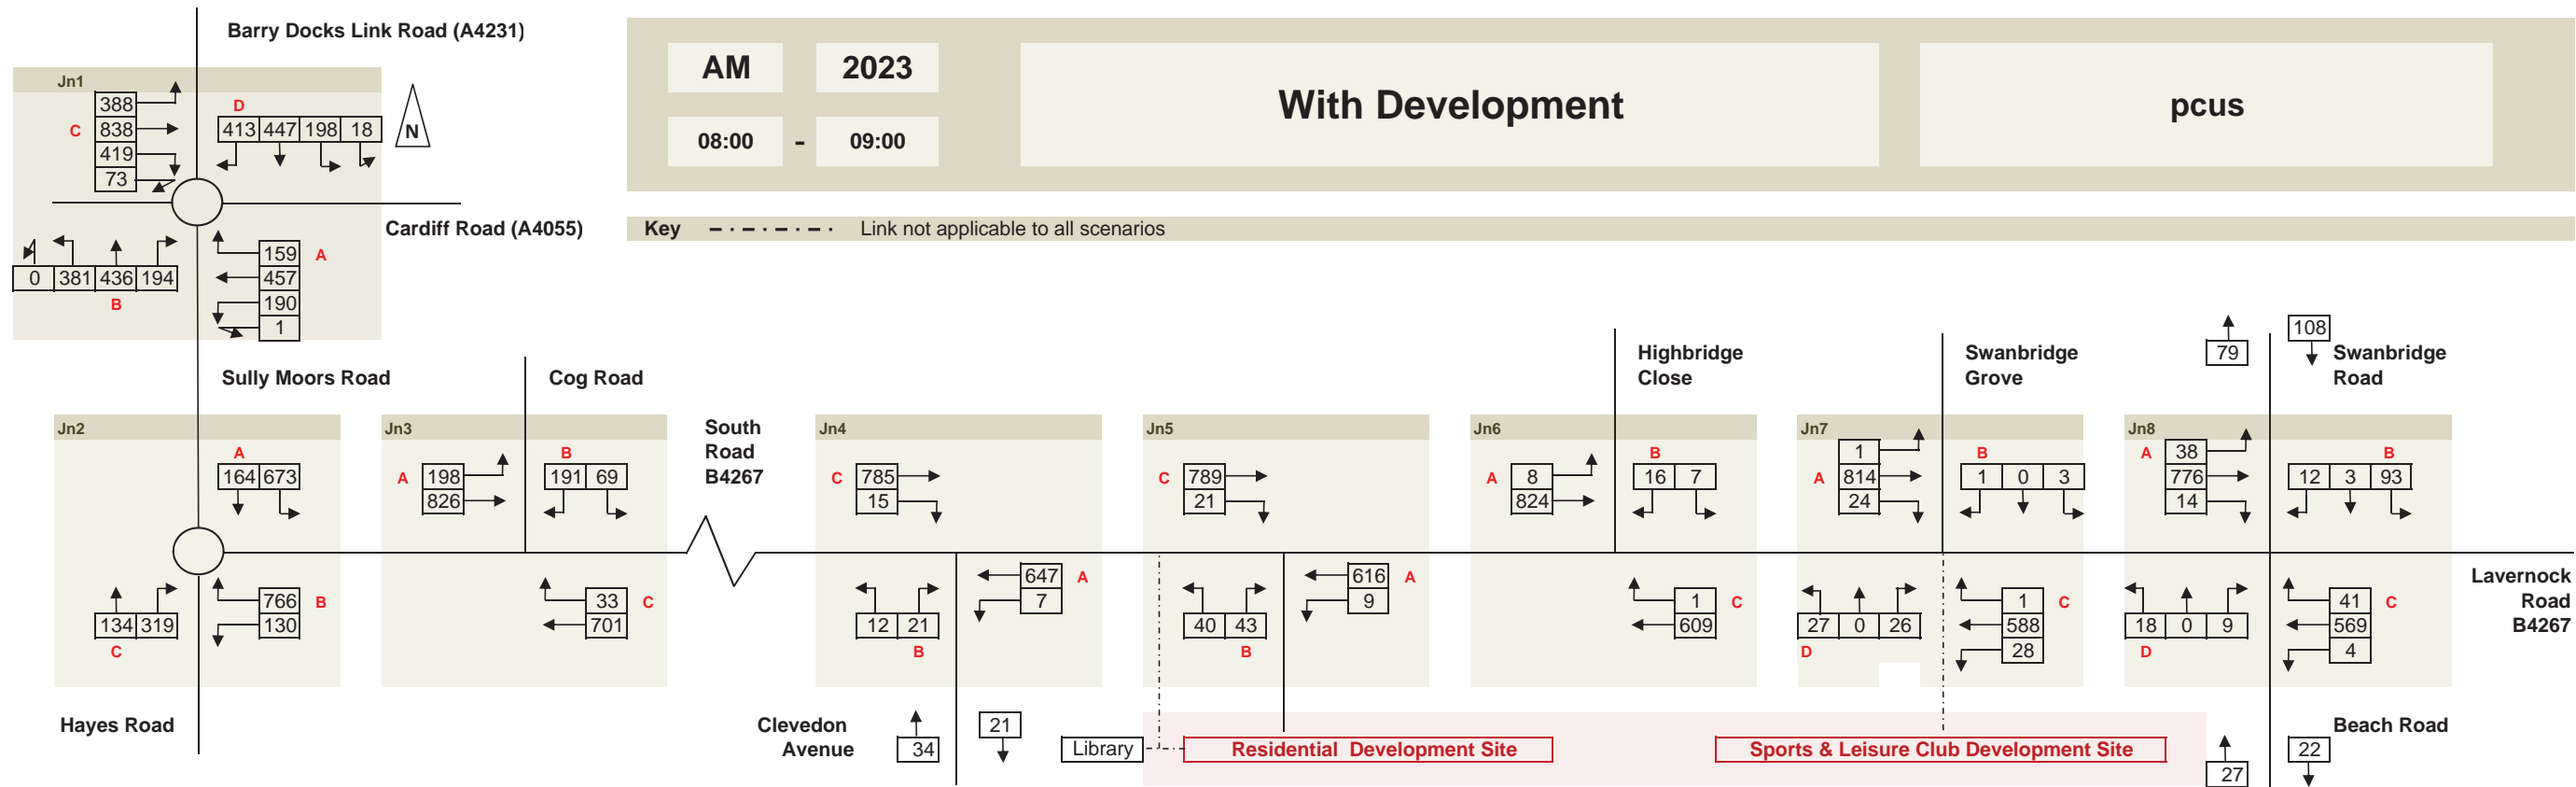 Barry Docks Link Road (A4231)
AM
2023
With Development
pcus
08:00 - 09:00
Key
Link not applicable to all scenarios
Jn1
388
C 838
419
73
D
413 447 198 18
N
Cardiff Road (A4055)
0 381 436 194
B
159 A
457
190
1
Sully Moors Road
Cog Road
South
Road
B4267
Highbridge
Close
Swanbridge
Grove
79
108
Swanbridge
Road
Jn2
A
164 673
134 319
C
766 B
130
Hayes Road
Jn3
A 198
826
B
191 69
33 C
701
Jn4
C 785
15
12 21
B
647 A
7
Clevedon
Avenue
34
21
Jn5
C 789
21
40 43
B
616 A
9
Jn6
A 8
824
B
16 7
1 C
609
Jn7
1
A 814
24
B
1 0 3
27 0 26
D
1 C
588
28
Jn8
A 38
776
14
B
12 3 93
18 0 9
D
41 C
569
4
Lavernock
Road
B4267
Library
Residential Development Site
Sports & Leisure Club Development Site
27
22
Beach Road